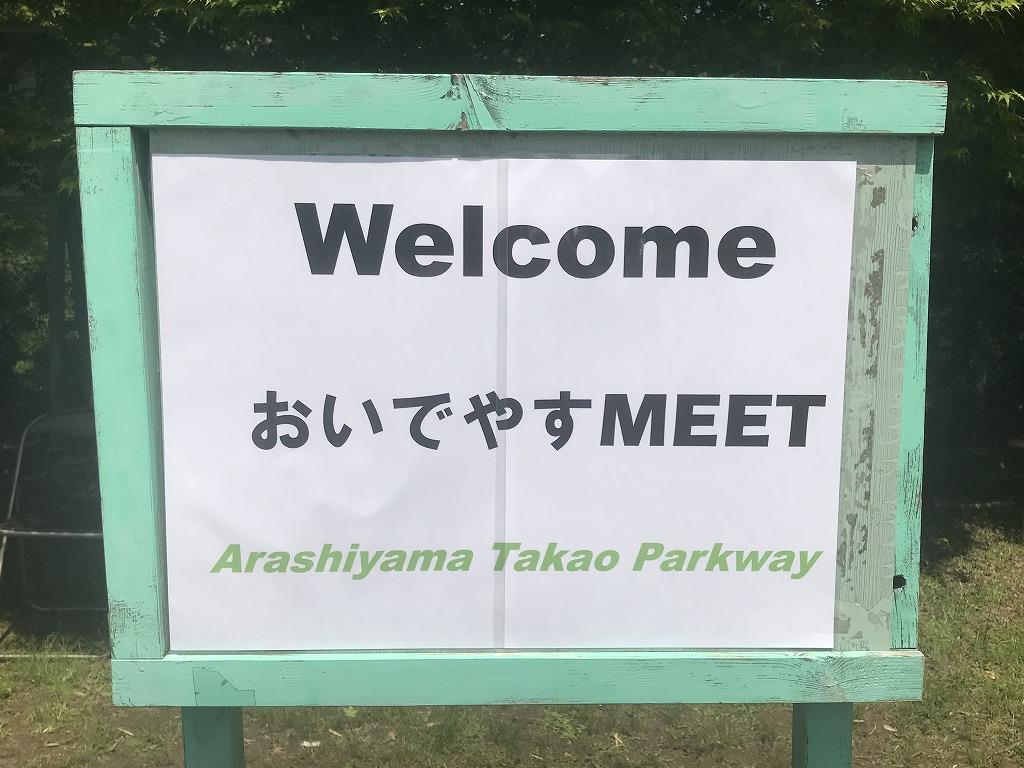 Welcome
おいでやすMEET
Arashiyama Takao Parkway